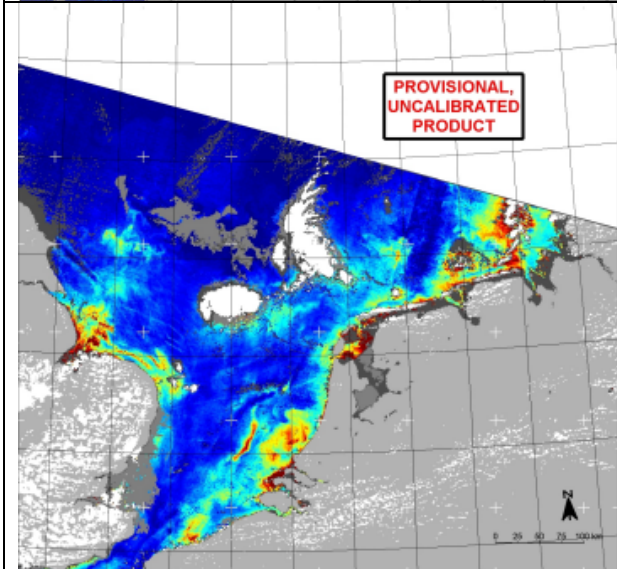 PROVISIONAL,
UNCALIBRATED
PRODUCT
N
0 25 50 75 100 km